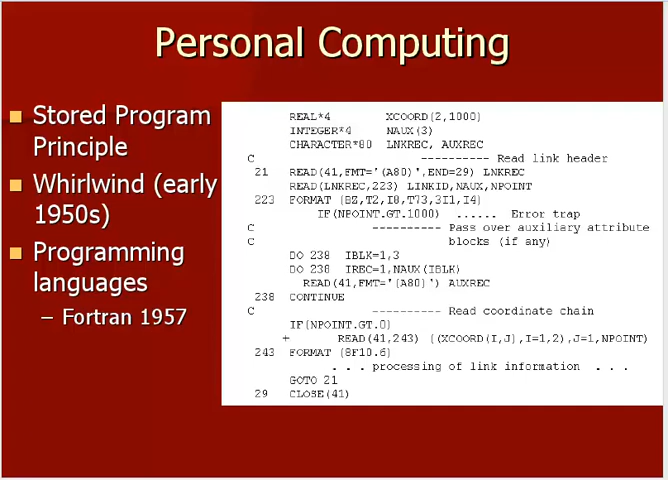 Personal Computing
Stored Program
Principle
Whirlwind (early
1950s)
Programming
languages
– Fortran 1957
REAL*4 XCOORD(2,1000)
INTEGER*4 NAUX(3)
CHARACTER*80 LNKREC, AUXREC
C ---------- Read link header
21 READ(41,FMT='(A80)',END=29) LNKREC
READ(LNKREC,223) LINKID,NAUX,NPOINT
223 FORMAT (BZ,T2,I8,T73,3I1,I4)
IF(NPOINT.GT.1000) ...... Error trap
C ---------- Pass over auxiliary attribute
C blocks (if any)
DO 238 IBLK=1,3
DO 238 IREC=1,NAUX(IBLK)
READ(41,FMT='(A80)') AUXREC
238 CONTINUE
C ---------- Read coordinate chain
IF(NPOINT.GT.0)
+ READ(41,243) ((XCOORD(I,J),I=1,2),J=1,NPOINT)
243 FORMAT (8F10.6)
. . . processing of link information . . .
GOTO 21
29 CLOSE(41)